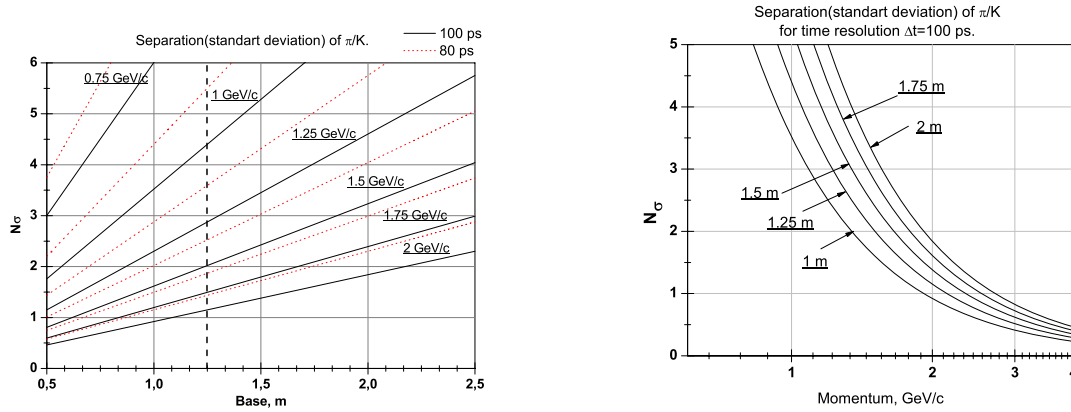 Separation(standart deviation) of π/K.
100 ps
80 ps
6
5
4
3
2
1
0
Nσ
0.75 GeV/c
1 GeV/c
1.25 GeV/c
1.5 GeV/c
1.75 GeV/c
2 GeV/c
0,5
1,0
1,5
2,0
2,5
Base, m
Separation(standart deviation) of π/K
for time resolution Δt=100 ps.
5
4
3
2
1
0
Nσ
1.75 m
2 m
1.5 m
1.25 m
1 m
1
2
3
4
Momentum, GeV/c